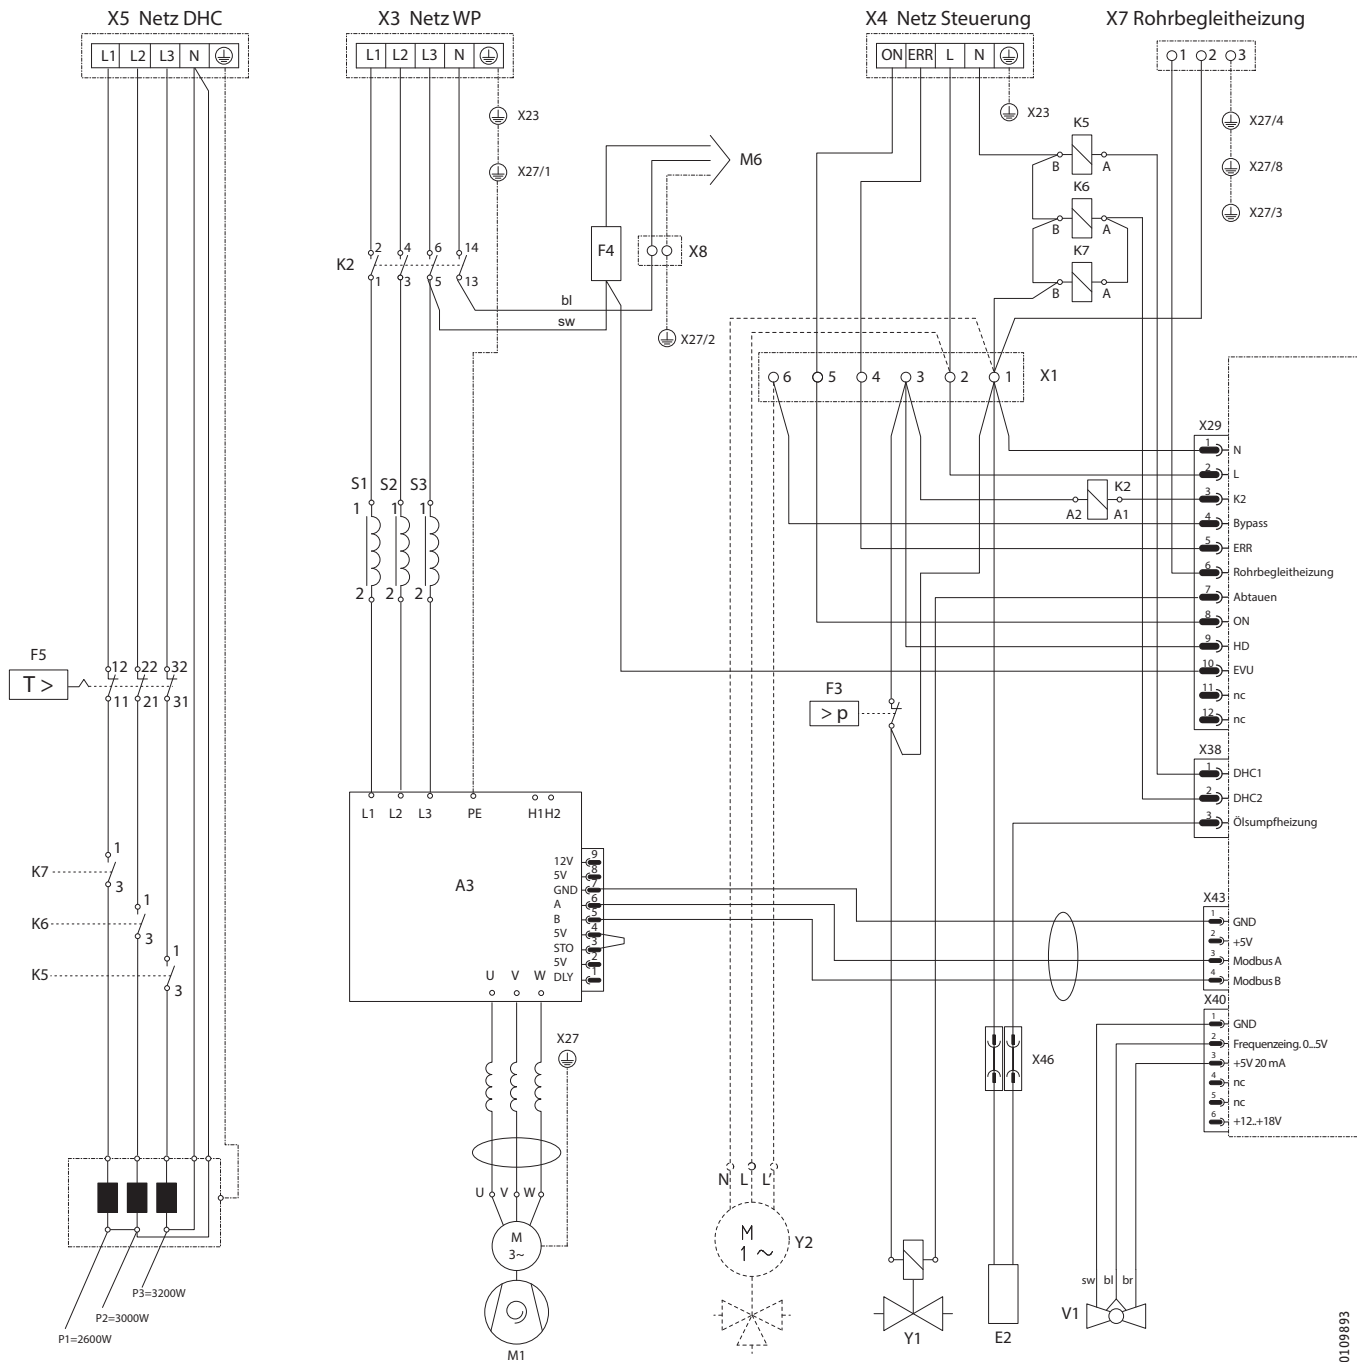 X5 Netz DHC
X3 Netz WP
X4 Netz Steuerung
X7 Rohrbegleitheizung
L1 L2 L3 N
L1 L2 L3 N
ON ERR L N
1 2 3
X23
X27/1
X23
X27/4
X27/8
X27/3
K5
B A
K6
B A
K7
B A
M6
F4
X8
X27/2
K2
2 4 6 14
1 3 5 13
bl
sw
6 5 4 3 2 1
X1
S1 S2 S3
1 1 1
2 2 2
X29
1 N
2 L
3 K2
4 Bypass
5 ERR
6 Rohrbegleitheizung
7 Abtauen
8 ON
9 HD
10 EVU
11 nc
12 nc
K2
A2 A1
F5
T >
12 22 32
11 21 31
F3
> p
X38
1 DHC1
2 DHC2
3 Ölsumpfheizung
L1 L2 L3 PE H1 H2
A3
12V 9
5V 8
GND 7
A 6
B 5
5V 4
STO 3
5V 2
DLY 1
U V W
K7
1
3
K6
1
3
K5
1
3
X43
1 GND
2 +5V
3 Modbus A
4 Modbus B
X40
1 GND
2 Frequenzeing. 0...5V
3 +5V 20 mA
4 nc
5 nc
6 +12..+18V
X27
X46
U V W
M
3~
M1
N L L'
M
1 ~
Y2
Y1
E2
sw bl br
V1
P3=3200W
P2=3000W
P1=2600W
0109893